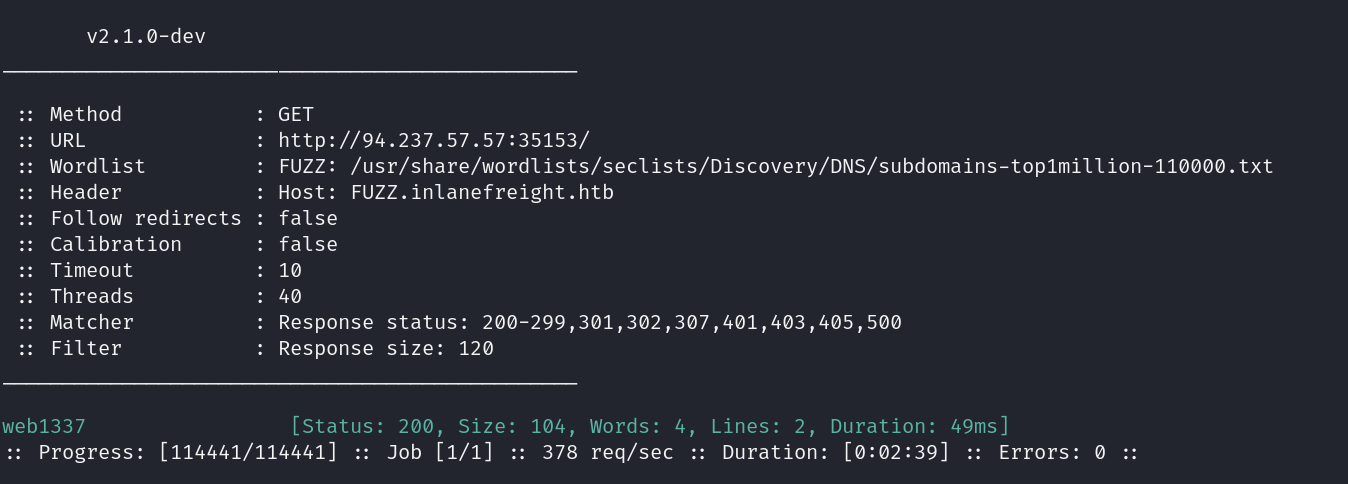 v2.1.0-dev
________________________________________________
:: Method : GET
:: URL : http://94.237.57.57:35153/
:: Wordlist : FUZZ: /usr/share/wordlists/seclists/Discovery/DNS/subdomains-top1million-110000.txt
:: Header : Host: FUZZ.inlanefreight.htb
:: Follow redirects : false
:: Calibration : false
:: Timeout : 10
:: Threads : 40
:: Matcher : Response status: 200-299,301,302,307,401,403,405,500
:: Filter : Response size: 120
________________________________________________
web1337 [Status: 200, Size: 104, Words: 4, Lines: 2, Duration: 49ms]
:: Progress: [114441/114441] :: Job [1/1] :: 378 req/sec :: Duration: [0:02:39] :: Errors: 0 ::